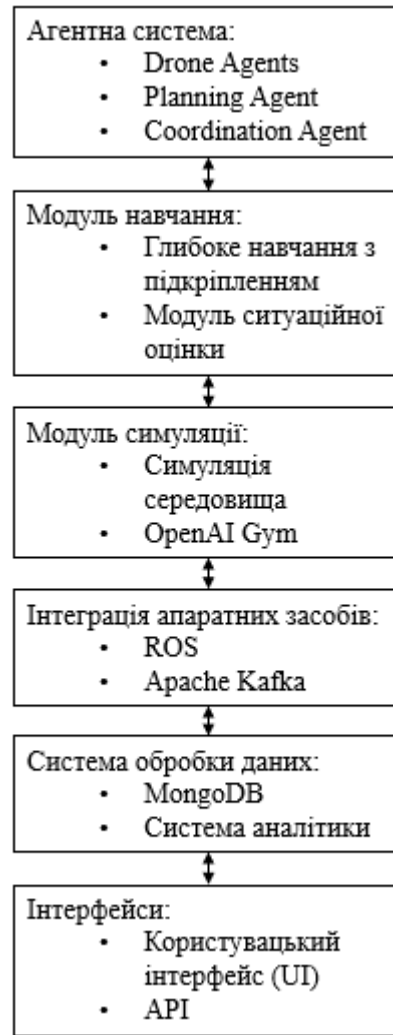 Агентна система:
• Drone Agents
• Planning Agent
• Coordination Agent
Модуль навчання:
• Глибоке навчання з
підкріпленням
• Модуль ситуаційної
оцінки
Модуль симуляції:
• Симуляція
середовища
• OpenAI Gym
Інтеграція апаратних засобів:
• ROS
• Apache Kafka
Система обробки даних:
• MongoDB
• Система аналітики
Інтерфейси:
• Користувацький
інтерфейс (UI)
• API